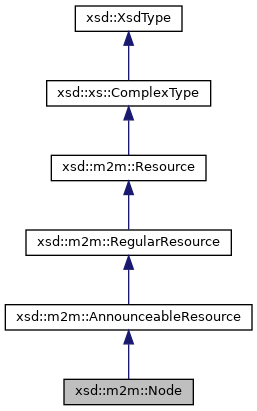 xsd::XsdType
xsd::xs::ComplexType
xsd::m2m::Resource
xsd::m2m::RegularResource
xsd::m2m::AnnounceableResource
xsd::m2m::Node